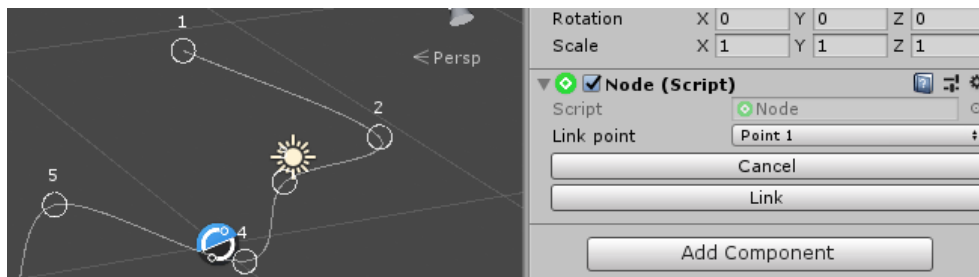 1
Persp
2
5
4
Rotation X 0 Y 0 Z 0
Scale X 1 Y 1 Z 1
Node (Script)
Script Node
Link point Point 1
Cancel
Link
Add Component